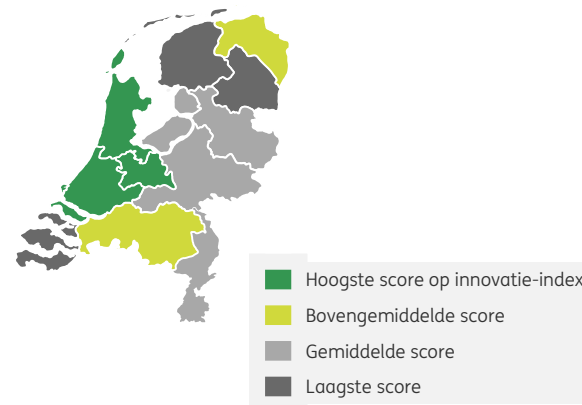 Hoogste score op innovatie-index
Bovengemiddelde score
Gemiddelde score
Laagste score